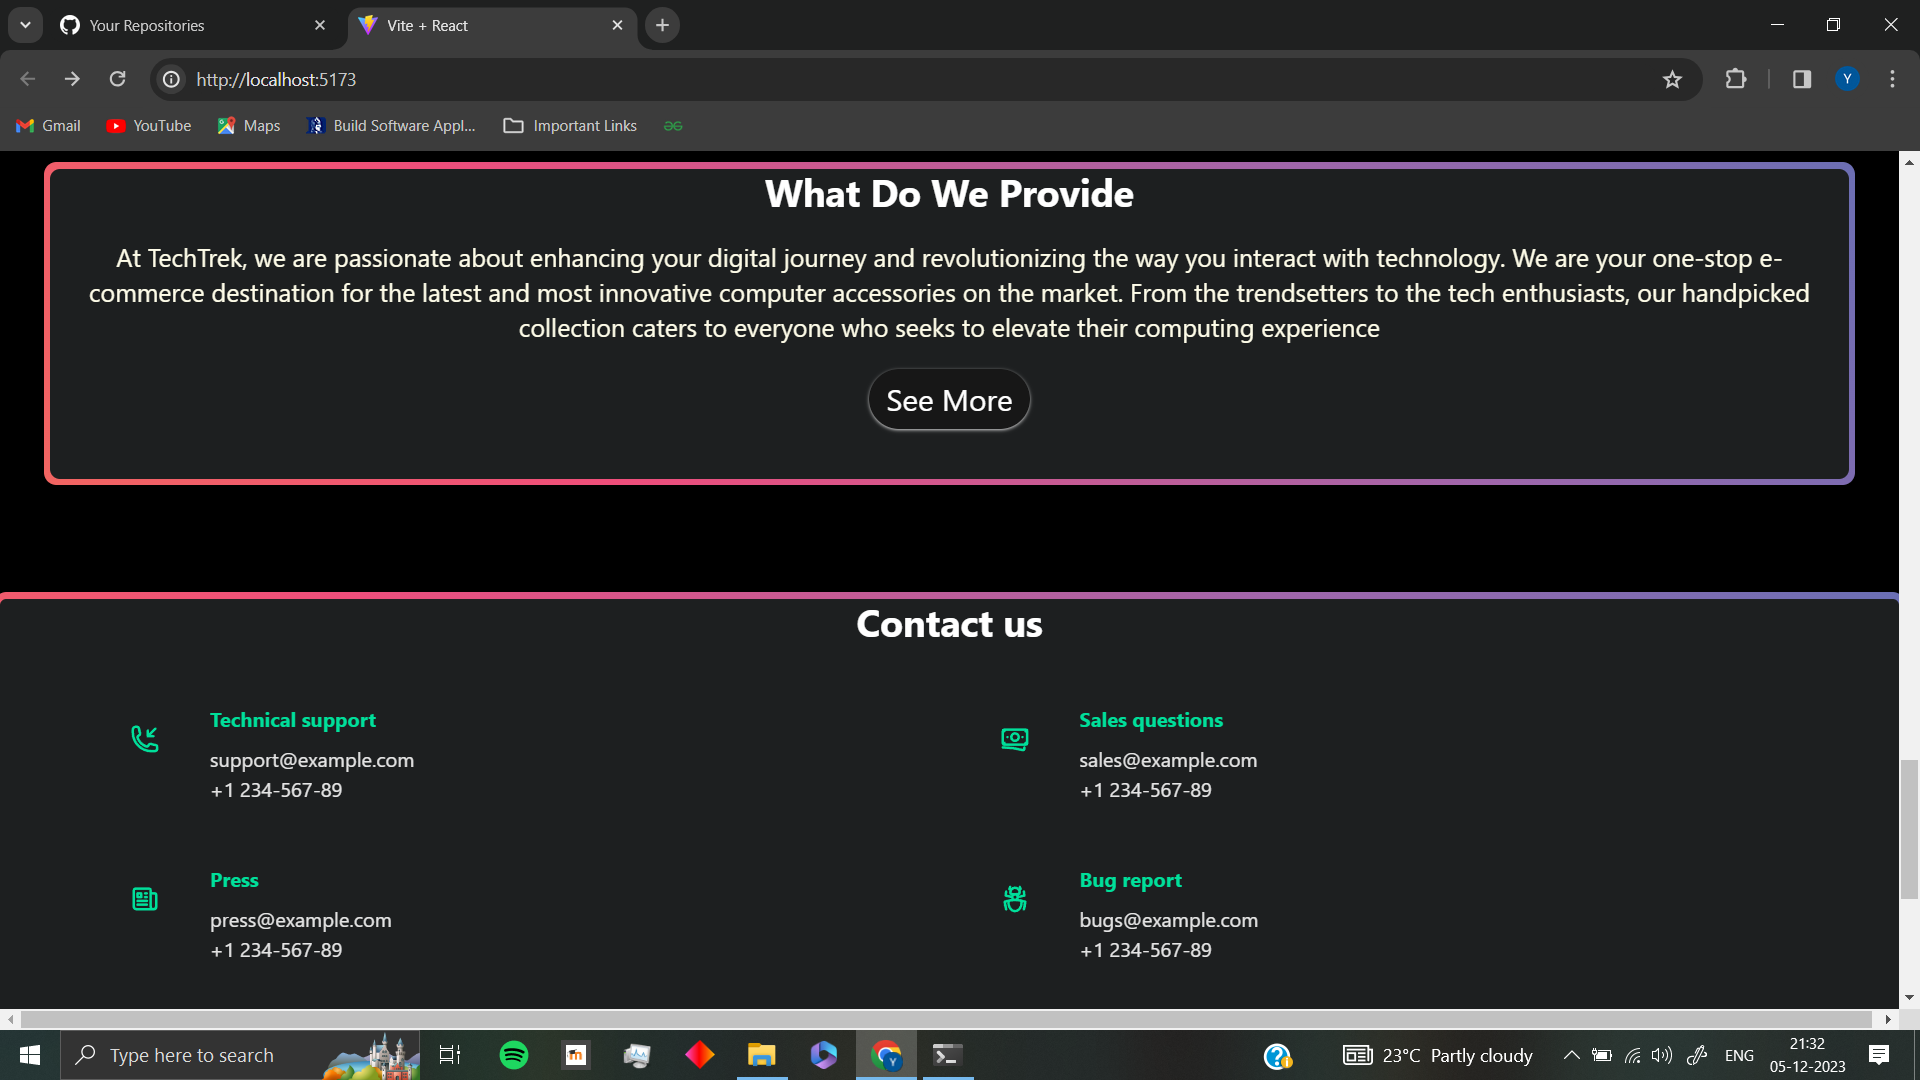 Your Repositories
Vite + React
http://localhost:5173
Y
Gmail
YouTube
Maps
Build Software Appl...
Important Links
What Do We Provide
At TechTrek, we are passionate about enhancing your digital journey and revolutionizing the way you interact with technology. We are your one-stop e-
commerce destination for the latest and most innovative computer accessories on the market. From the trendsetters to the tech enthusiasts, our handpicked
collection caters to everyone who seeks to elevate their computing experience
See More
Contact us
Technical support
support@example.com
+1 234-567-89
Sales questions
sales@example.com
+1 234-567-89
Press
press@example.com
+1 234-567-89
Bug report
bugs@example.com
+1 234-567-89
Type here to search
m
Y
23°C Partly cloudy
ENG
21:32
05-12-2023